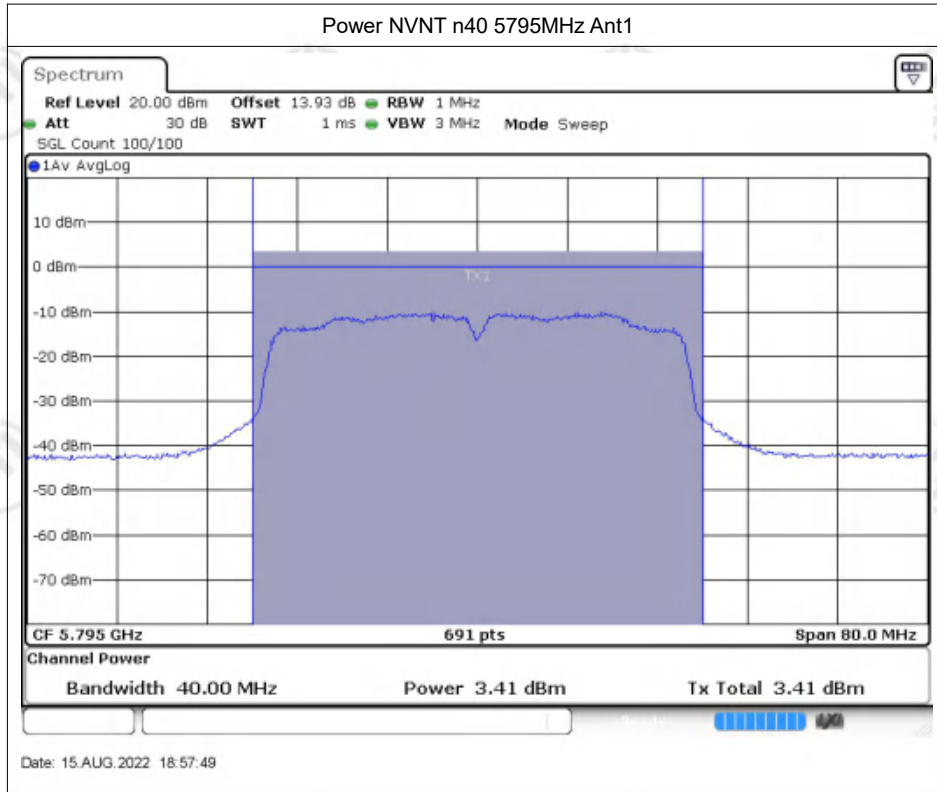 Power NVNT n40 5795MHz Ant1
Spectrum
Ref Level 20.00 dBm Offset 13.93 dB RBW 1 MHz
Att 30 dB SWT 1 ms VBW 3 MHz Mode Sweep
SGL Count 100/100
1Av AvgLog
10 dBm
0 dBm
-10 dBm
-20 dBm
-30 dBm
-40 dBm
-50 dBm
-60 dBm
-70 dBm
CF 5.795 GHz 691 pts Span 80.0 MHz
Channel Power
Bandwidth 40.00 MHz Power 3.41 dBm Tx Total 3.41 dBm
Date: 15.AUG.2022 18:57:49